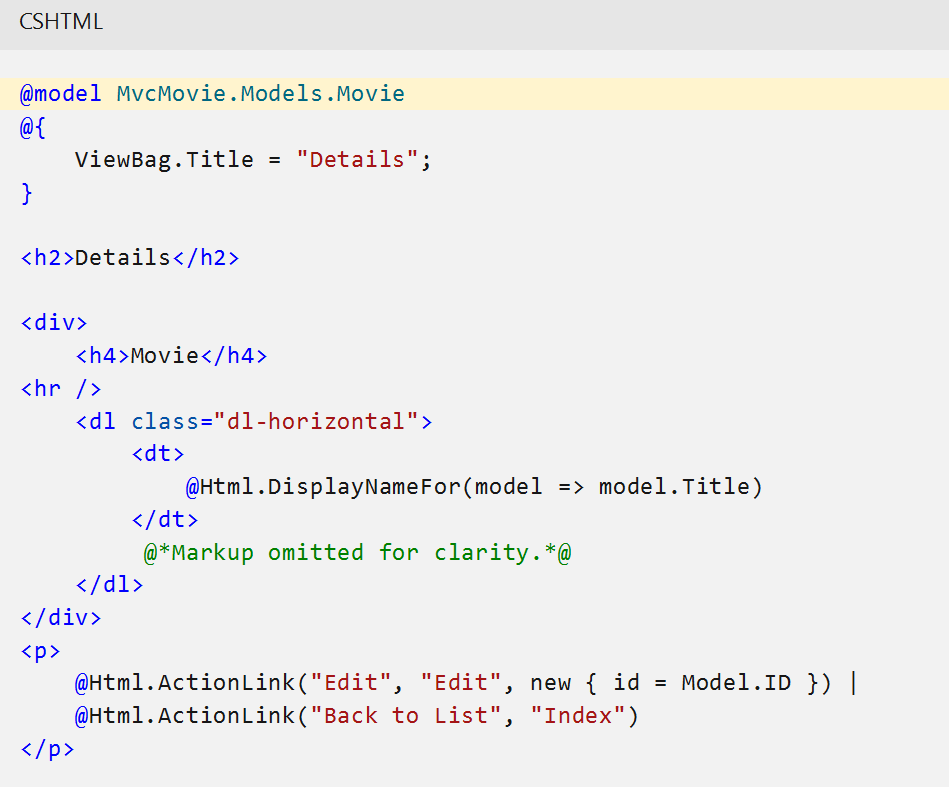 CSHTML
@model MvcMovie.Models.Movie
@{
    ViewBag.Title = "Details";
}
<h2>Details</h2>
<div>
    <h4>Movie</h4>
<hr />
    <dl class="dl-horizontal">
        <dt>
            @Html.DisplayNameFor(model => model.Title)
        </dt>
         @*Markup omitted for clarity.*@
    </dl>
</div>
<p>
    @Html.ActionLink("Edit", "Edit", new { id = Model.ID }) |
    @Html.ActionLink("Back to List", "Index")
</p>